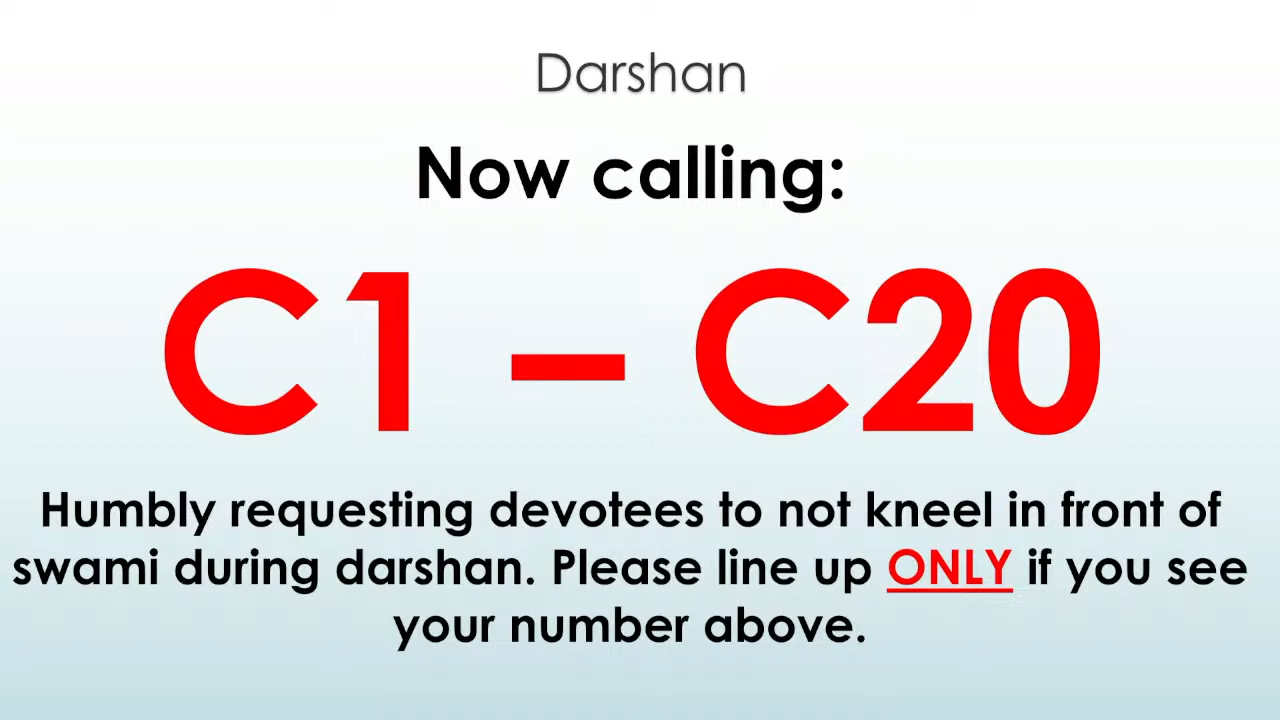 Darshan
Now calling:
C1 – C20
Humbly requesting devotees to not kneel in front of
swami during darshan. Please line up ONLY if you see
your number above.